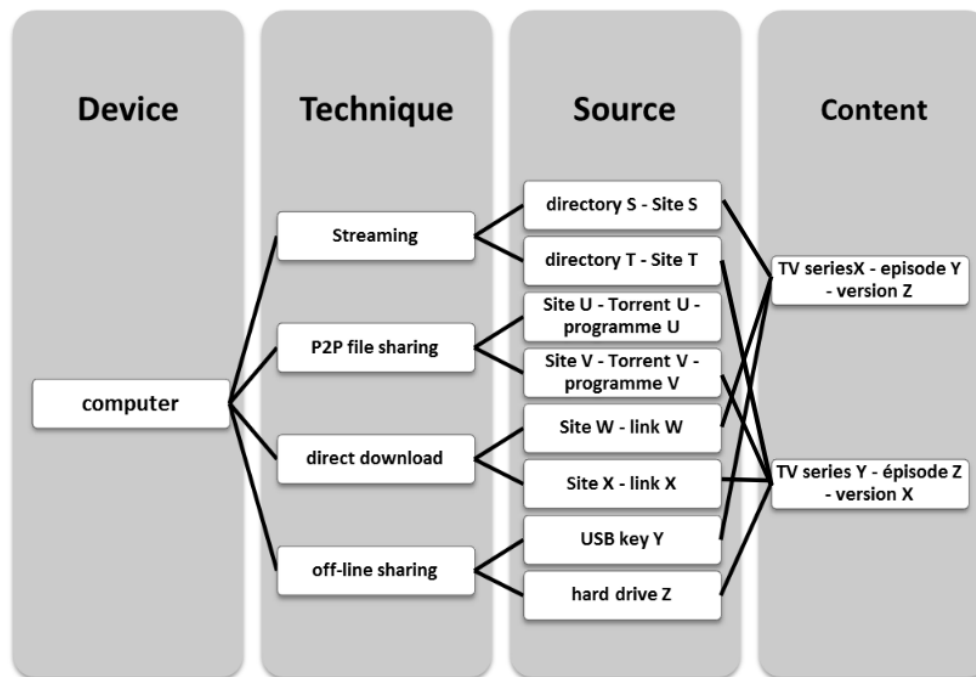 Device
Technique
Source
Content
computer
Streaming
P2P file sharing
direct download
off-line sharing
directory S - Site S
directory T - Site T
Site U - Torrent U -
programme U
Site V - Torrent V -
programme V
Site W - link W
Site X - link X
USB key Y
hard drive Z
TV seriesX - episode Y
- version Z
TV series Y - épisode Z
- version X